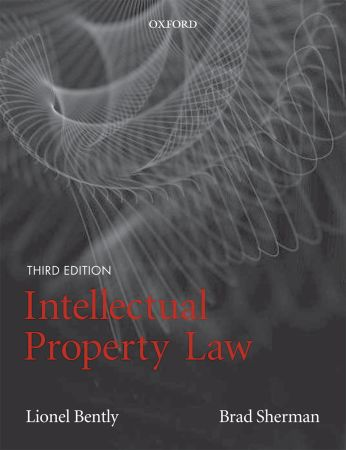 OXFORD
THIRD EDITION
Intellectual
Property Law
Lionel Bently
Brad Sherman